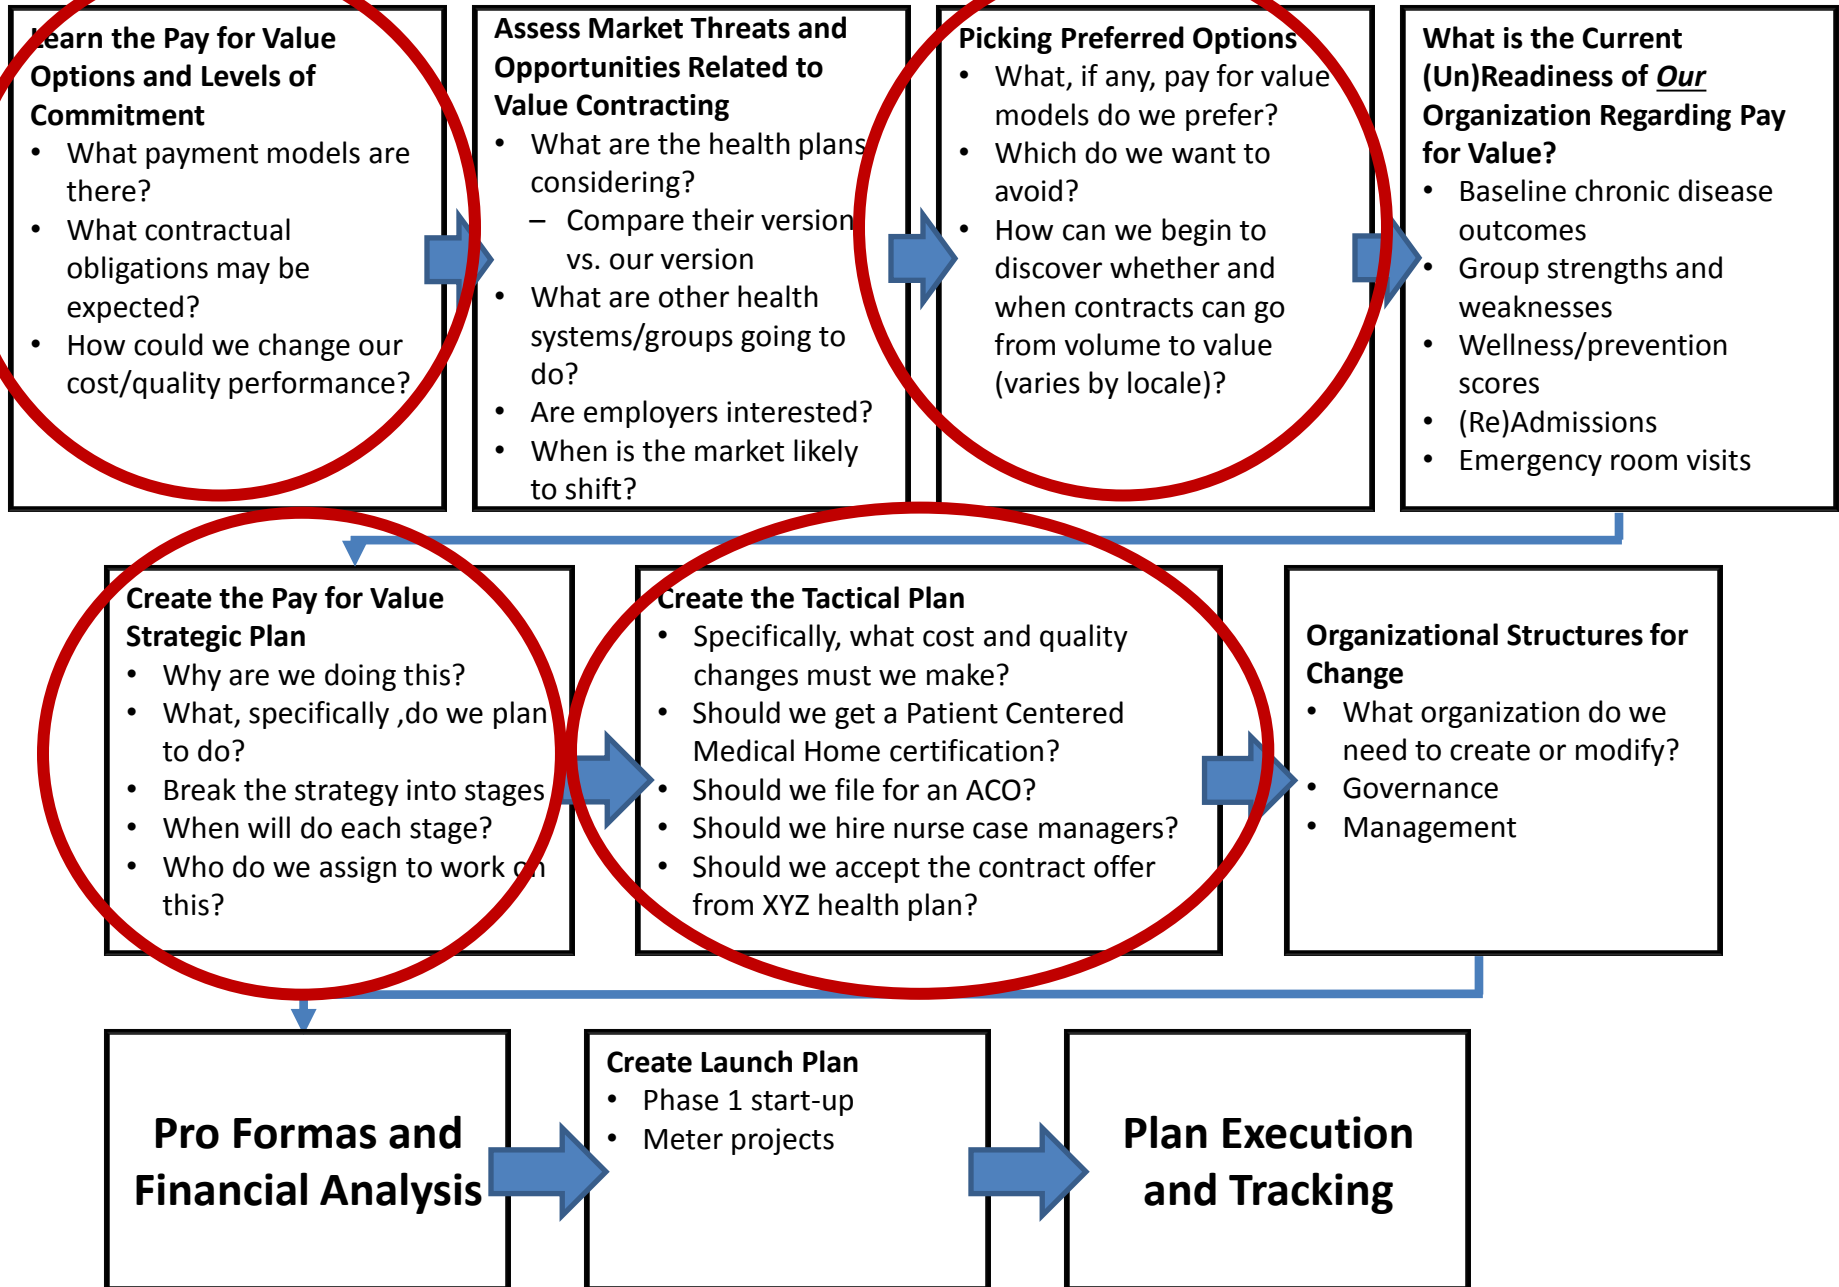 Learn the Pay for Value
Options and Levels of
Commitment
• What payment models are
there?
• What contractual
obligations may be
expected?
• How could we change our
cost/quality performance?
Assess Market Threats and
Opportunities Related to
Value Contracting
• What are the health plans
considering?
– Compare their version
vs. our version
• What are other health
systems/groups going to
do?
• Are employers interested?
• When is the market likely
to shift?
Picking Preferred Options
• What, if any, pay for value
models do we prefer?
• Which do we want to
avoid?
• How can we begin to
discover whether and
when contracts can go
from volume to value
(varies by locale)?
What is the Current
(Un)Readiness of Our
Organization Regarding Pay
for Value?
• Baseline chronic disease
outcomes
• Group strengths and
weaknesses
• Wellness/prevention
scores
• (Re)Admissions
• Emergency room visits
Create the Pay for Value
Strategic Plan
• Why are we doing this?
• What, specifically ,do we plan
to do?
• Break the strategy into stages
• When will do each stage?
• Who do we assign to work on
this?
Create the Tactical Plan
• Specifically, what cost and quality
changes must we make?
• Should we get a Patient Centered
Medical Home certification?
• Should we file for an ACO?
• Should we hire nurse case managers?
• Should we accept the contract offer
from XYZ health plan?
Organizational Structures for
Change
• What organization do we
need to create or modify?
• Governance
• Management
Pro Formas and
Financial Analysis
Create Launch Plan
• Phase 1 start-up
• Meter projects
Plan Execution
and Tracking